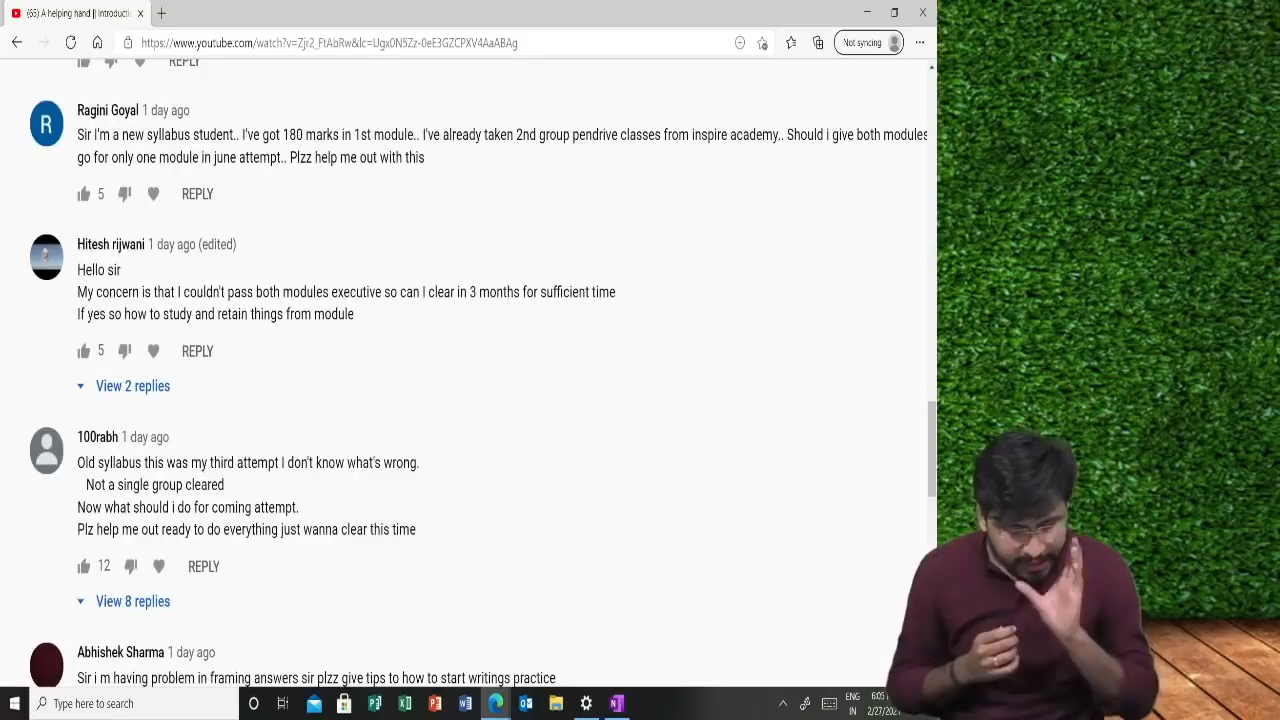 (65) A helping hand || Introducti
https://www.youtube.com/watch?v=Zjr2_FtAbRw&lc=Ugx0N5Zz-0eE3GZCPXV4AaABAg
Not syncing
REPLY
R
Ragini Goyal 1 day ago
Sir I'm a new syllabus student.. I've got 180 marks in 1st module.. I've already taken 2nd group pendrive classes from inspire academy.. Should i give both modules
go for only one module in june attempt.. Plzz help me out with this
5 REPLY
Hitesh rijwani 1 day ago (edited)
Hello sir
My concern is that I couldn't pass both modules executive so can I clear in 3 months for sufficient time
If yes so how to study and retain things from module
5 REPLY
View 2 replies
100rabh 1 day ago
Old syllabus this was my third attempt I don't know what's wrong.
Not a single group cleared
Now what should i do for coming attempt.
Plz help me out ready to do everything just wanna clear this time
12 REPLY
View 8 replies
Abhishek Sharma 1 day ago
Sir i m having problem in framing answers sir plzz give tips to how to start writings practice
Type here to search
ENG
IN
6:05
2/27/202